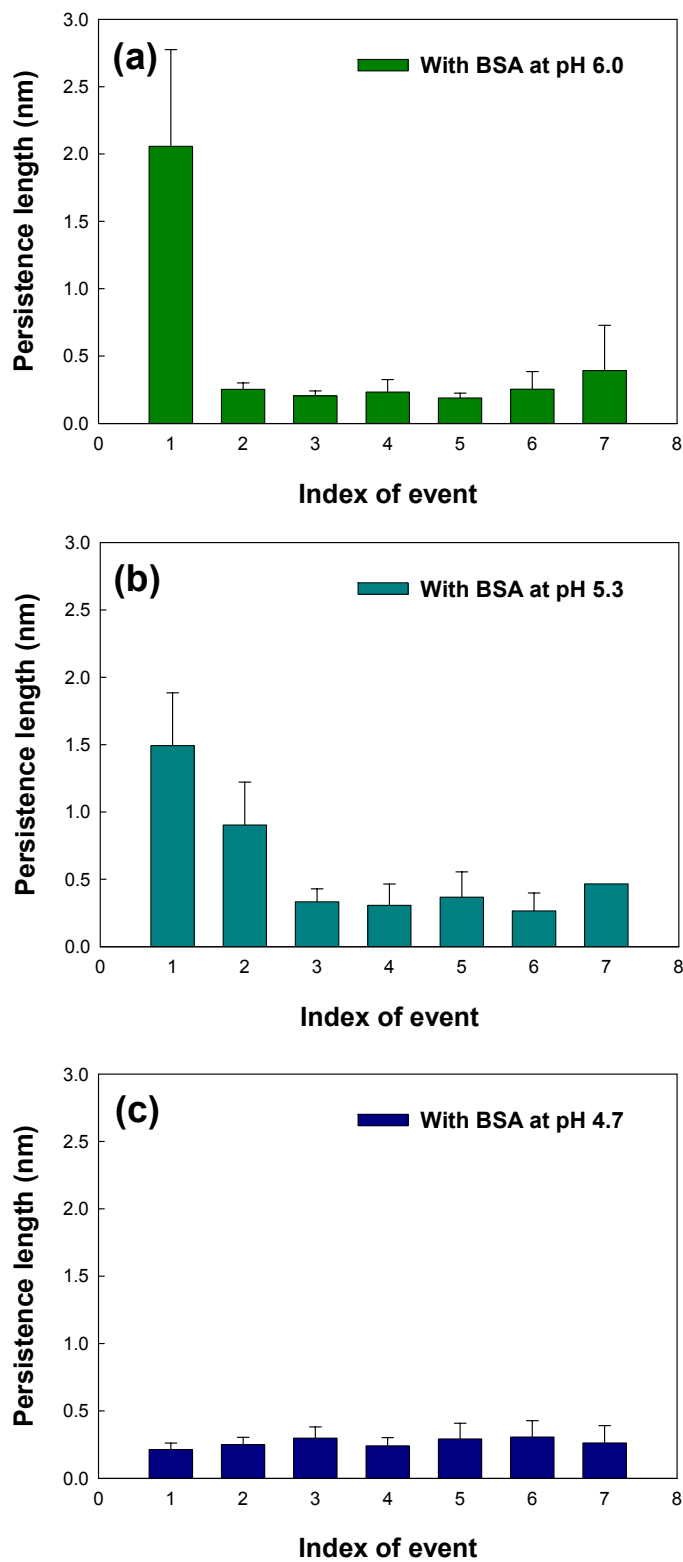 3.0
(a)
With BSA at pH 6.0
2.5
2.0
1.5
1.0
0.5
0.0
Persistence length (nm)
0 1 2 3 4 5 6 7 8
Index of event
3.0
(b)
With BSA at pH 5.3
2.5
2.0
1.5
1.0
0.5
0.0
Persistence length (nm)
0 1 2 3 4 5 6 7 8
Index of event
3.0
(c)
With BSA at pH 4.7
2.5
2.0
1.5
1.0
0.5
0.0
Persistence length (nm)
0 1 2 3 4 5 6 7 8
Index of event